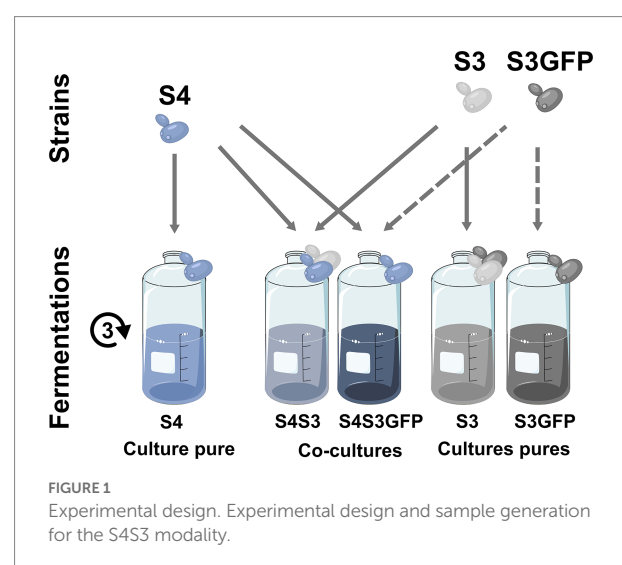 Strains
S4
S3 S3GFP
Fermentations
3
S4 S4S3 S4S3GFP S3 S3GFP
Culture pure Co-cultures Cultures pures
FIGURE 1
Experimental design. Experimental design and sample generation
for the S4S3 modality.